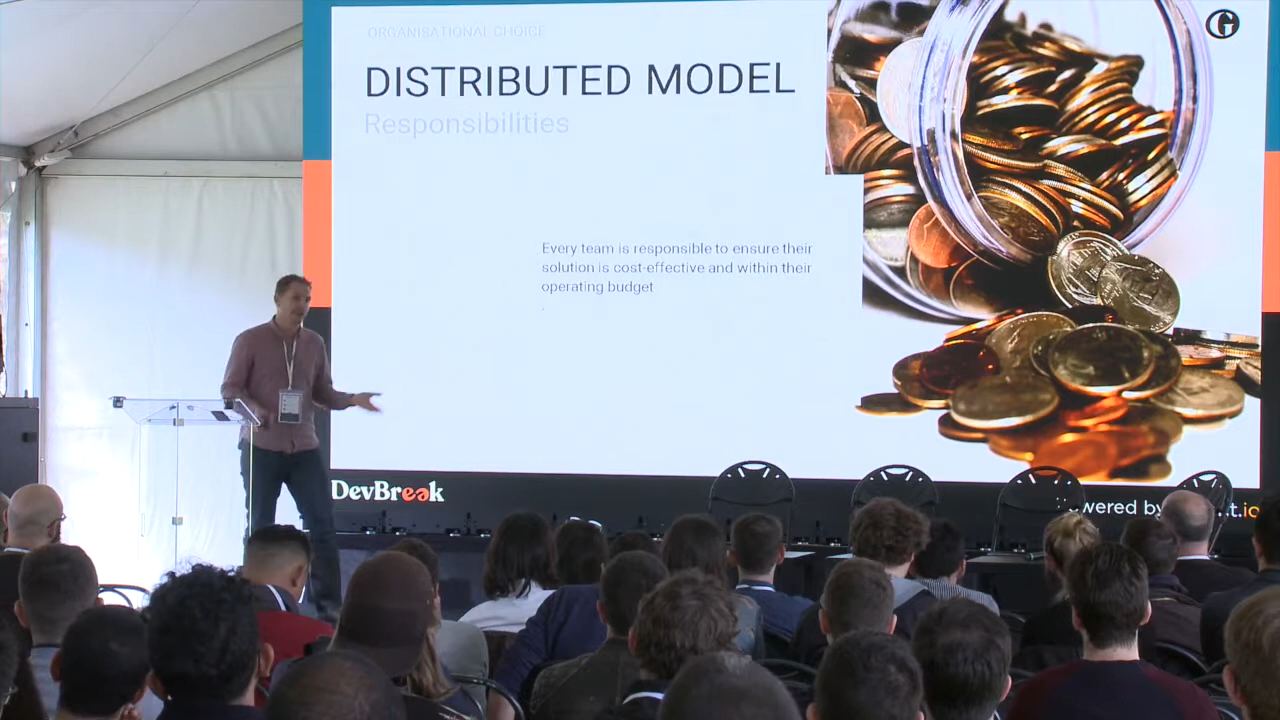 ORGANISATIONAL CHOICE
DISTRIBUTED MODEL
Responsibilities
Every team is responsible to ensure their
solution is cost-effective and within their
operating budget
G
DevBreak